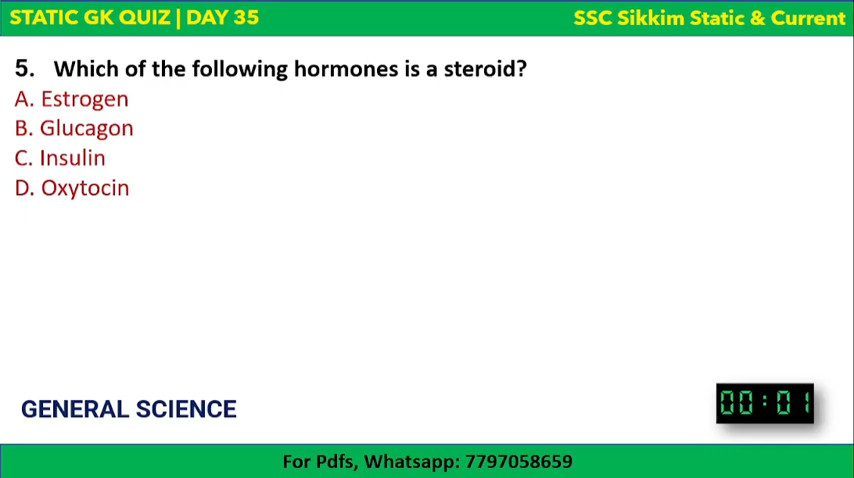 STATIC GK QUIZ | DAY 35
SSC Sikkim Static & Current
5. Which of the following hormones is a steroid?
A. Estrogen
B. Glucagon
C. Insulin
D. Oxytocin
GENERAL SCIENCE
00:01
For Pdfs, Whatsapp: 7797058659